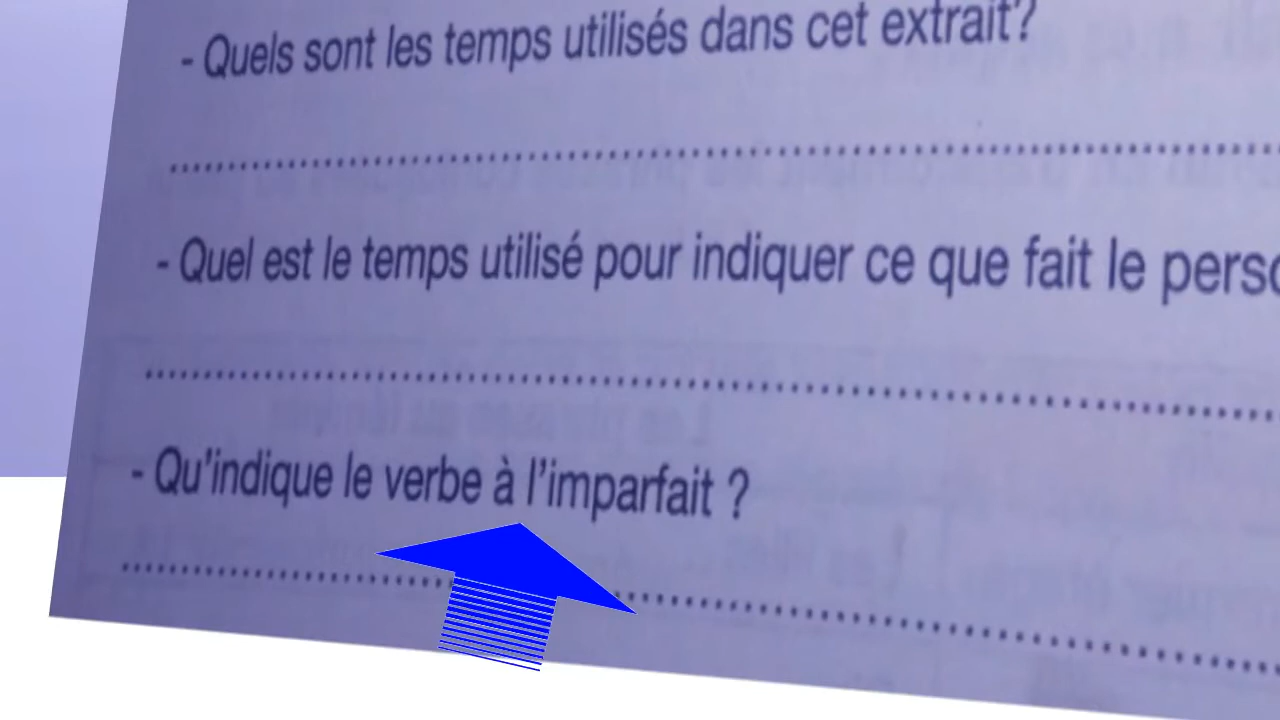 - Quels sont les temps utilisés dans cet extrait?
- Quel est le temps utilisé pour indiquer ce que fait le
- Qu'indique le verbe à l'imparfait ?